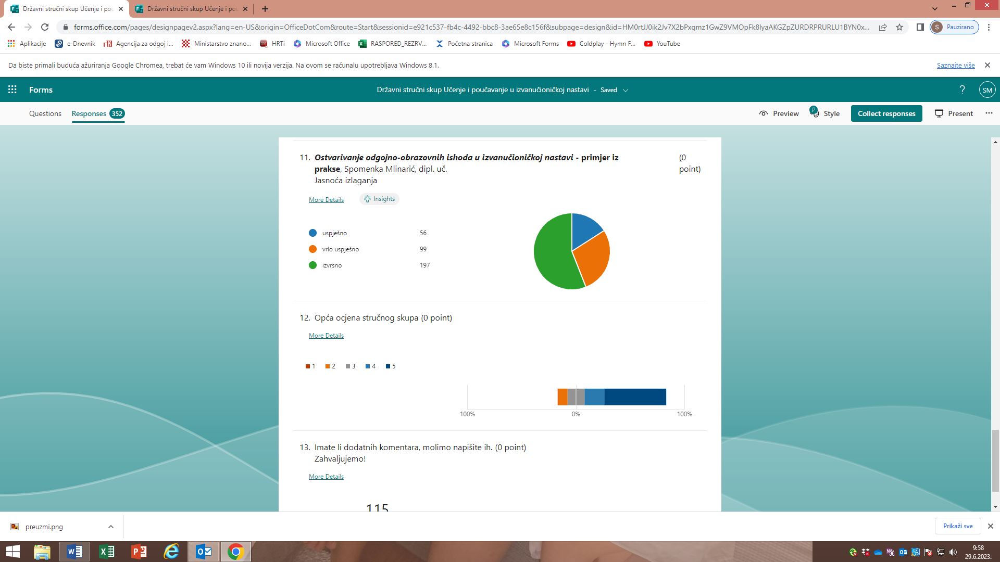 Državni stručni skup Učenje i pou
Državni stručni skup Učenje i pou
forms.office.com/pages/designpagev2.aspx?lang=en-US&origin=OfficeDotCom&route=Start&sessionid=e921c537-fb4c-4492-bbc8-3ae65e8c156f&subpage=design&id=HM0rtJJ0ik2Jv7X2bPxqmz1GwZ9VMOpFk8IyaAKGZpZURDRPRURLU1BYN0x...
S Pauzirano
Aplikacije e-Dnevnik Agencija za odgoj i... Ministarstvo znano... HRTi Microsoft Office RASPORED_REZRV... Početna stranica Microsoft Forms Coldplay - Hymn F... YouTube
Da biste primali buduća ažuriranja Google Chromea, trebat će vam Windows 10 ili novija verzija. Na ovom se računalu upotrebljava Windows 8.1. Saznajte više
Forms Državni stručni skup Učenje i poučavanje u izvanučioničkoj nastavi - Saved ? SM
Questions Responses 352 Preview Style Collect responses Present
11. Ostvarivanje odgojno-obrazovnih ishoda u izvanučioničkoj nastavi - primjer iz (0
prakse, Spomenka Mlinarić, dipl. uč. point)
Jasnoća izlaganja
More Details Insights
uspješno 56
vrlo uspješno 99
izvrsno 197
12. Opća ocjena stručnog skupa (0 point)
More Details
1 2 3 4 5
100% 0% 100%
13. Imate li dodatnih komentara, molimo napišite ih. (0 point)
Zahvaljujemo!
More Details
115
preuzmi.png Prikaži sve
9:58
29.6.2023.